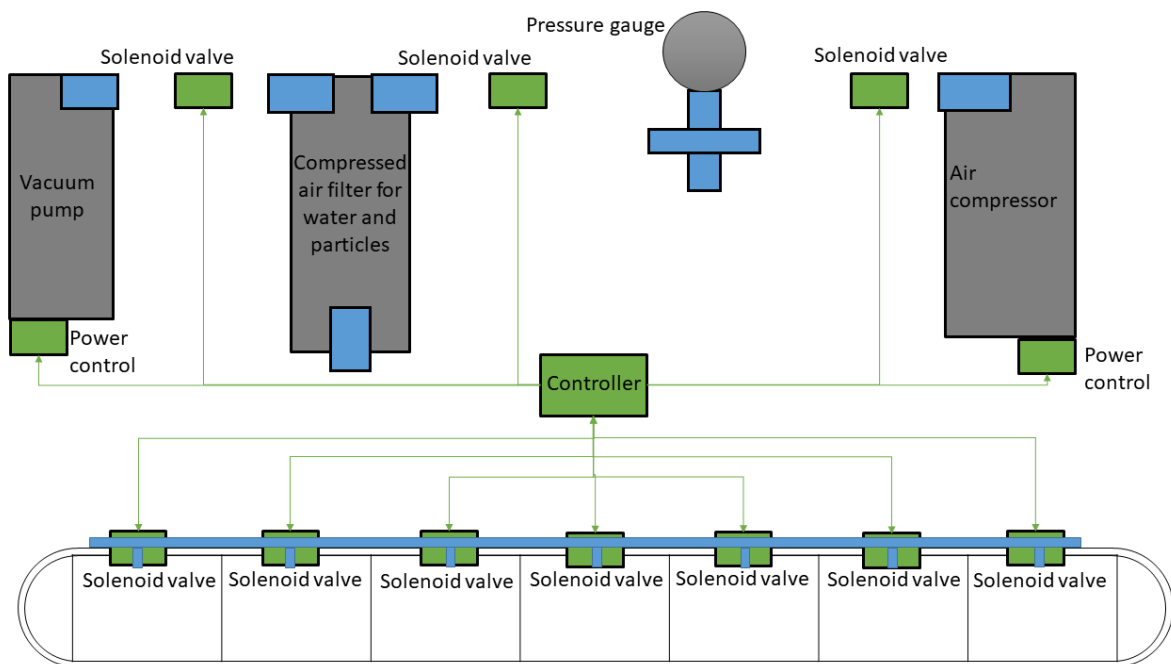 Pressure gauge
Solenoid valve
Solenoid valve
Solenoid valve
Vacuum
pump
Compressed
air filter for
water and
particles
Air
compressor
Power
control
Controller
Power
control
Solenoid valve
Solenoid valve
Solenoid valve
Solenoid valve
Solenoid valve
Solenoid valve
Solenoid valve